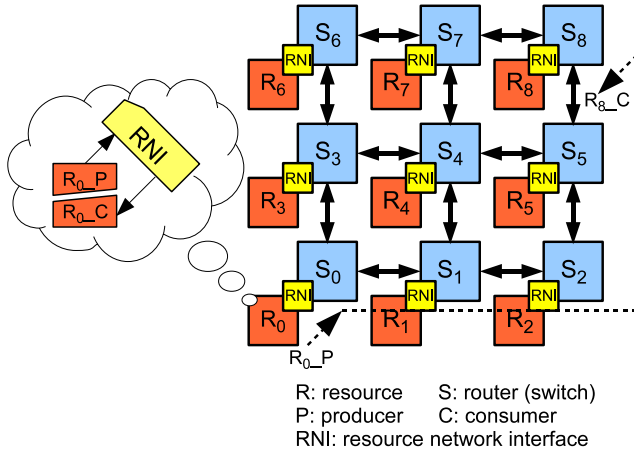 S6 S7 S8
RNI RNI RNI
R6 R7 R8
R8_C
RNI
R0_P
R0_C
S3 S4 S5
RNI RNI RNI
R3 R4 R5
S0 S1 S2
RNI RNI RNI
R0 R1 R2
R0_P
R: resource S: router (switch)
P: producer C: consumer
RNI: resource network interface